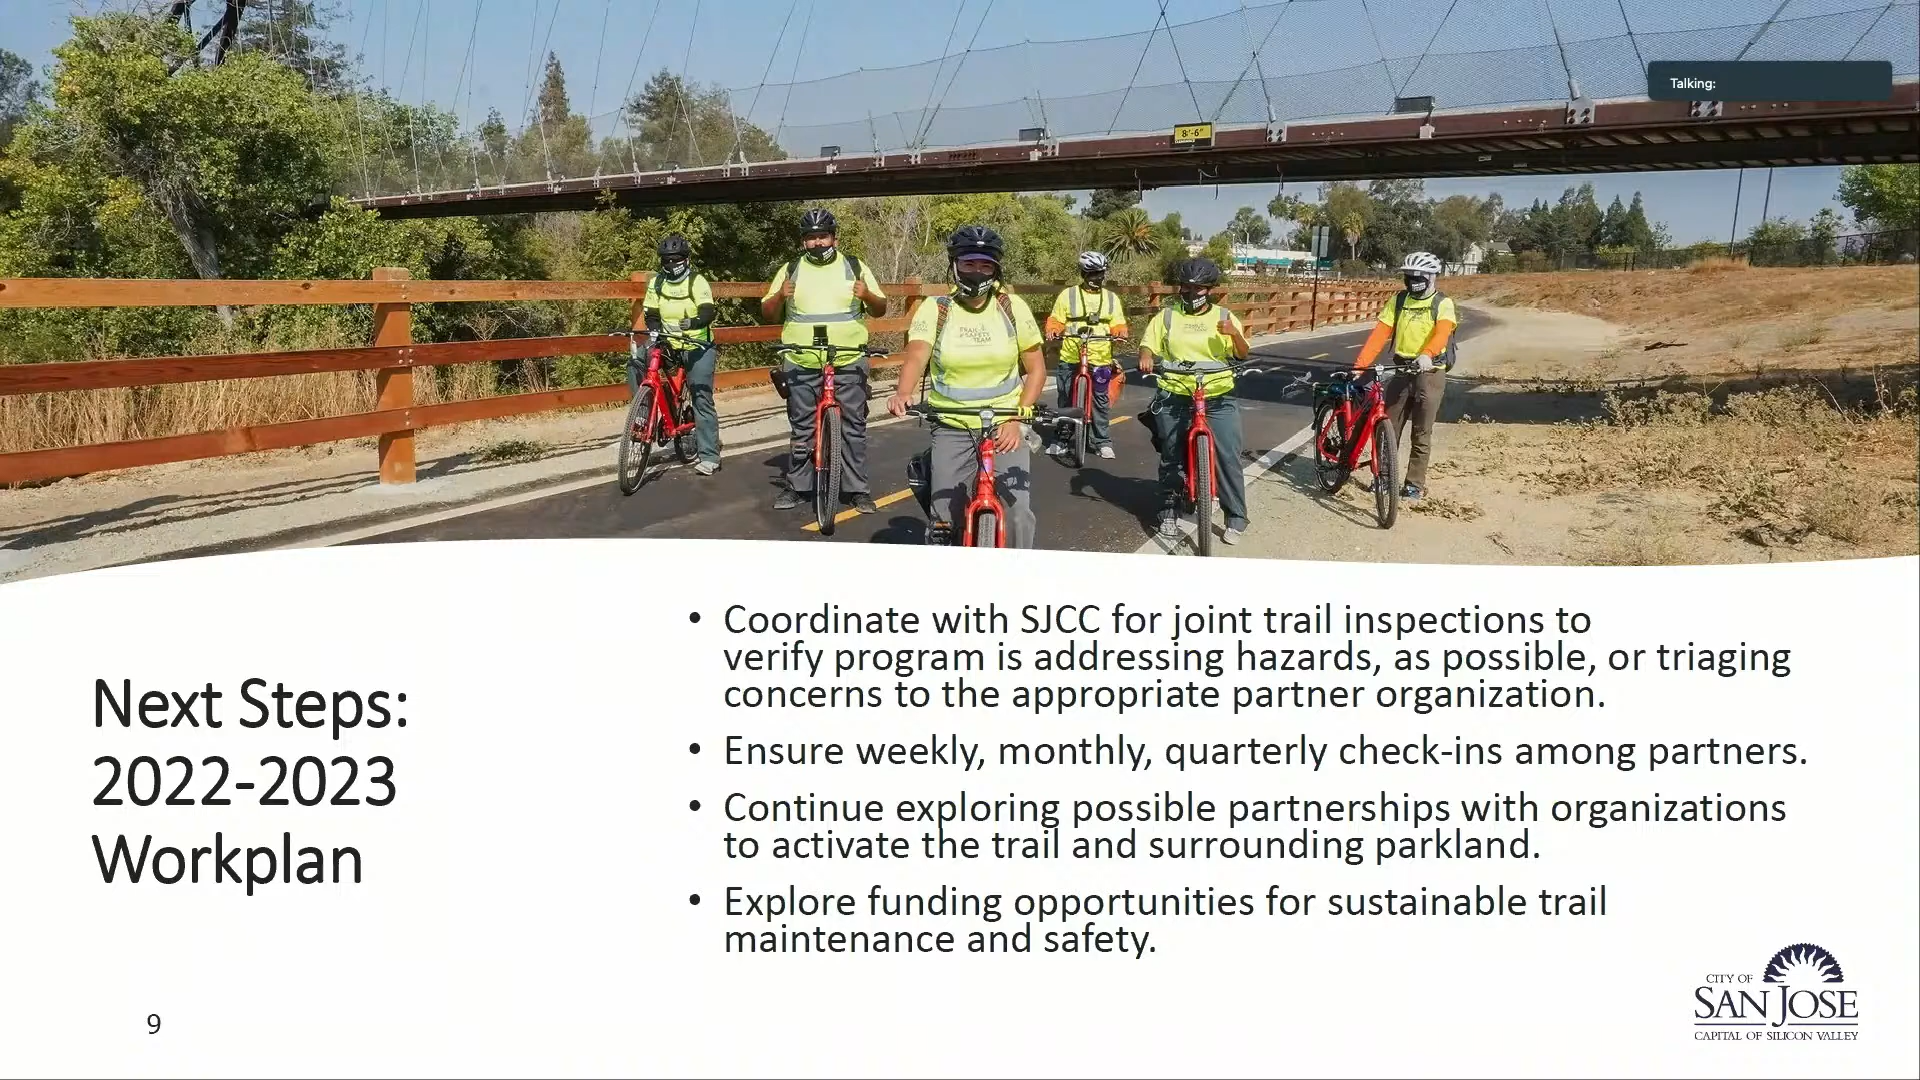 Talking:
8'-6"
TRAIL
SAFETY
TEAM
Next Steps:
2022-2023
Workplan
• Coordinate with SJCC for joint trail inspections to
verify program is addressing hazards, as possible, or triaging
concerns to the appropriate partner organization.
• Ensure weekly, monthly, quarterly check-ins among partners.
• Continue exploring possible partnerships with organizations
to activate the trail and surrounding parkland.
• Explore funding opportunities for sustainable trail
maintenance and safety.
9
CITY OF
SAN JOSE
CAPITAL OF SILICON VALLEY